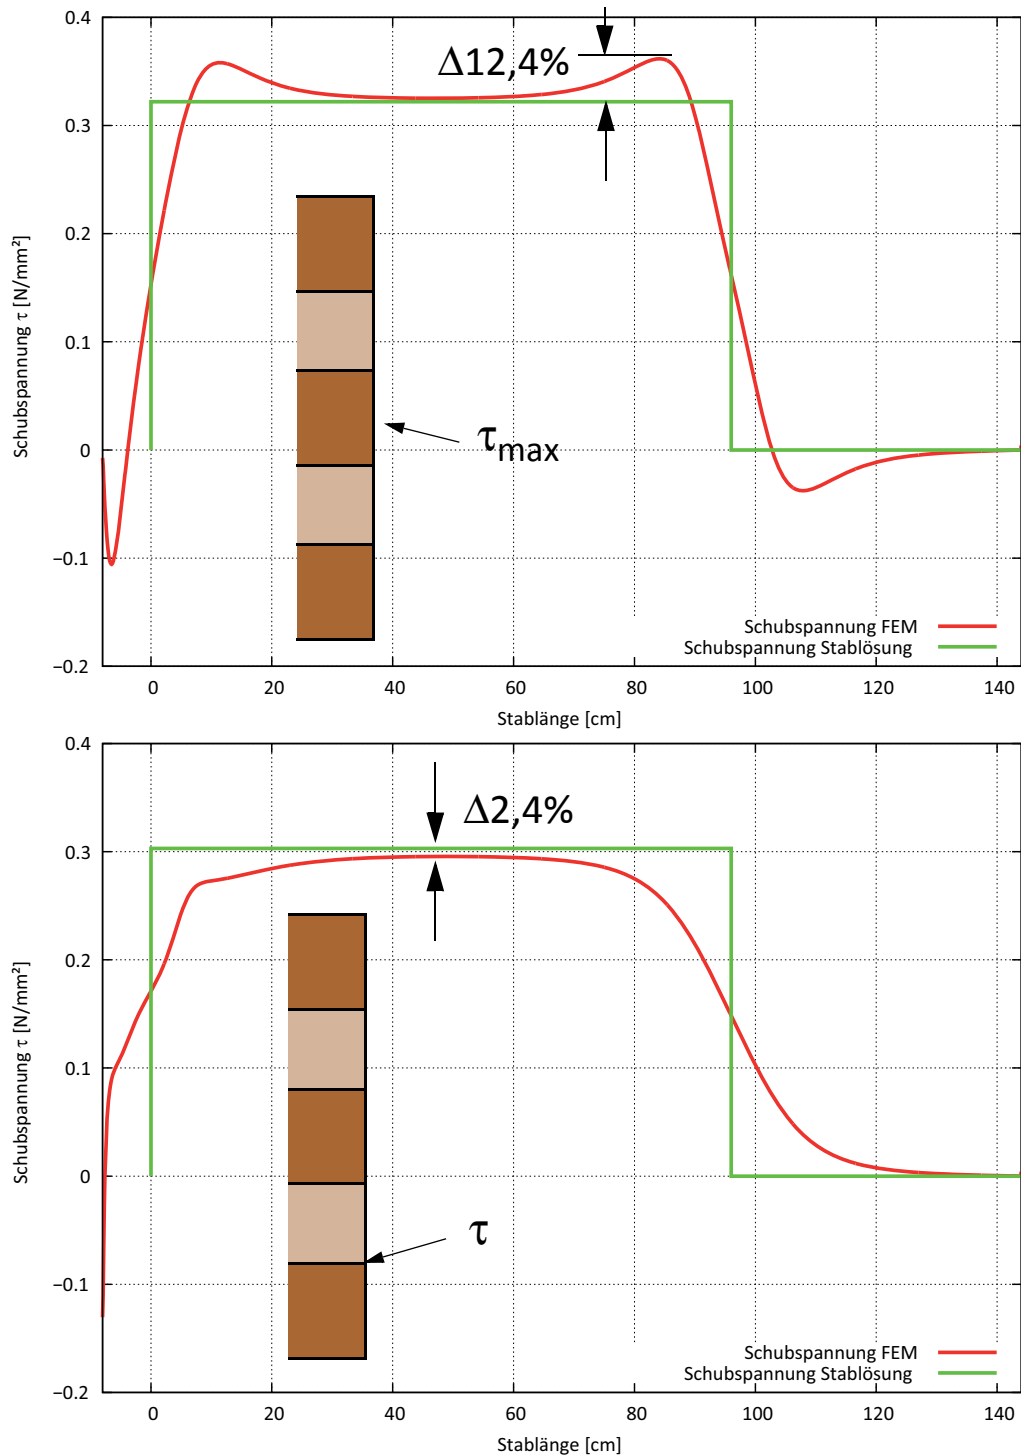 0.4
0.3
0.2
0.1
0
−0.1
−0.2
Schubspannung τ [N/mm²]
Δ12,4%
τmax
Schubspannung FEM
Schubspannung Stablösung
0 20 40 60 80 100 120 140
Stablänge [cm]
0.4
0.3
0.2
0.1
0
−0.1
−0.2
Schubspannung τ [N/mm²]
Δ2,4%
τ
Schubspannung FEM
Schubspannung Stablösung
0 20 40 60 80 100 120 140
Stablänge [cm]